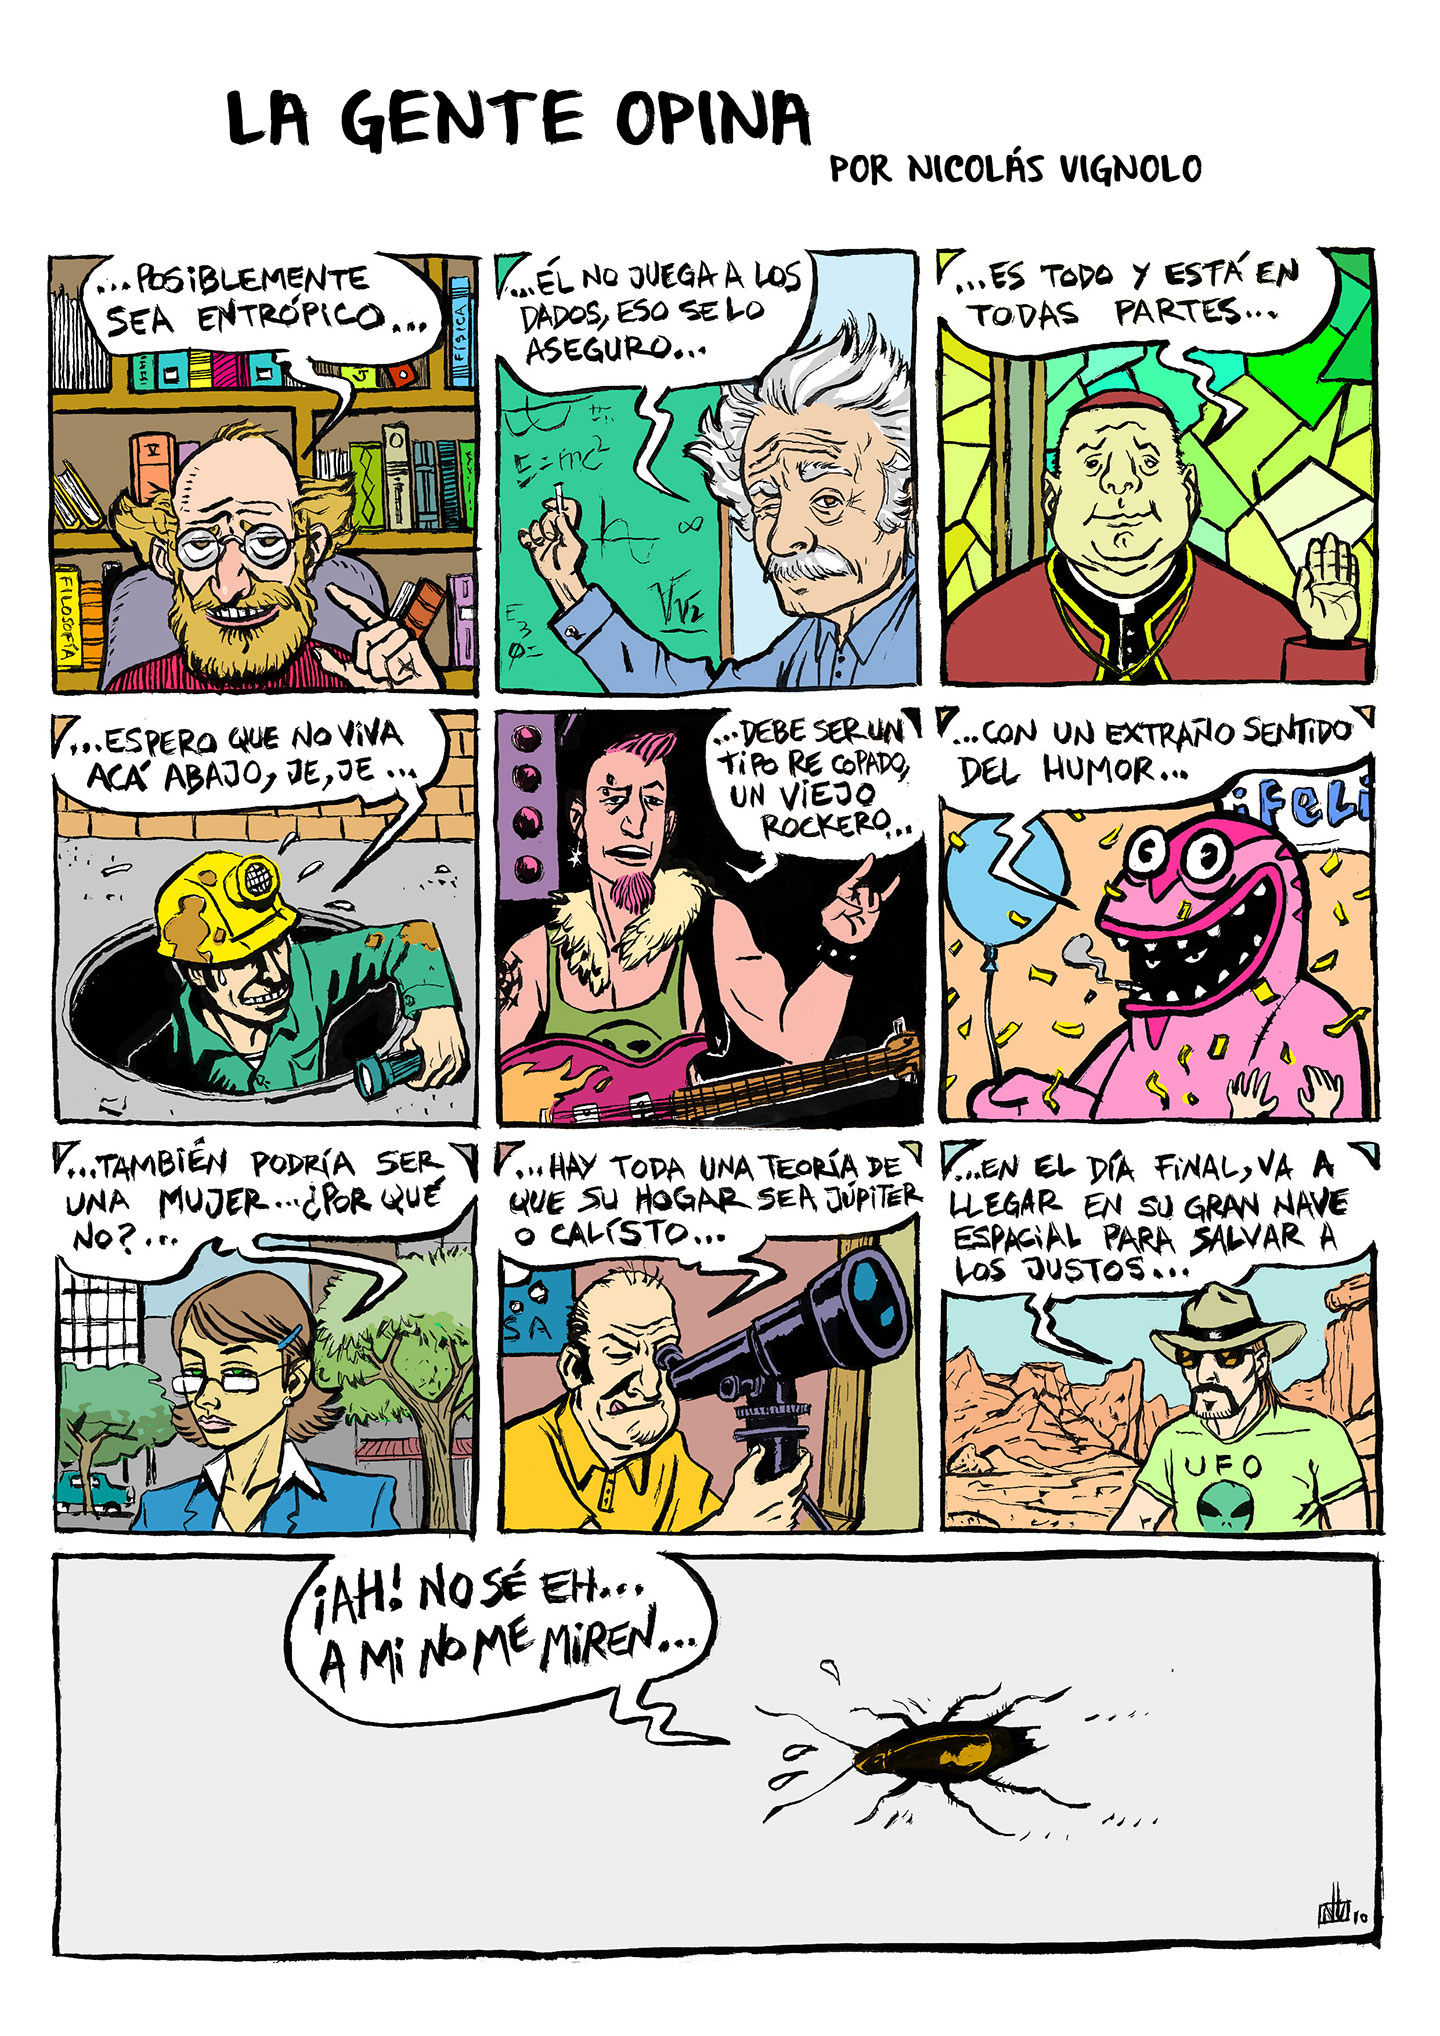 LA GENTE OPINA
POR NICOLÁS VIGNOLO
...POSIBLEMENTE
SEA ENTRÓPICO...
FÍSICA
V
O
FILOSOFÍA
...ÉL NO JUEGA A LOS
DADOS, ESO SE LO
ASEGURO...
E=mc²
∞
...ES TODO Y ESTÁ EN
TODAS PARTES...
...ESPERO QUE NO VIVA
ACÁ ABAJO, JE, JE...
...DEBE SER UN
TIPO RE COPADO,
UN VIEJO
ROCKERO...
...CON UN EXTRAÑO SENTIDO
DEL HUMOR...
¡FELI
...TAMBIÉN PODRÍA SER
UNA MUJER...¿POR QUÉ
NO?...
...HAY TODA UNA TEORÍA DE
QUE SU HOGAR SEA JÚPITER
O CALÍSTO...
SA
...EN EL DÍA FINAL, VA A
LLEGAR EN SU GRAN NAVE
ESPACIAL PARA SALVAR A
LOS JUSTOS...
UFO
¡AH! NO SÉ EH...
A MI NO ME MIREN...
NV 10